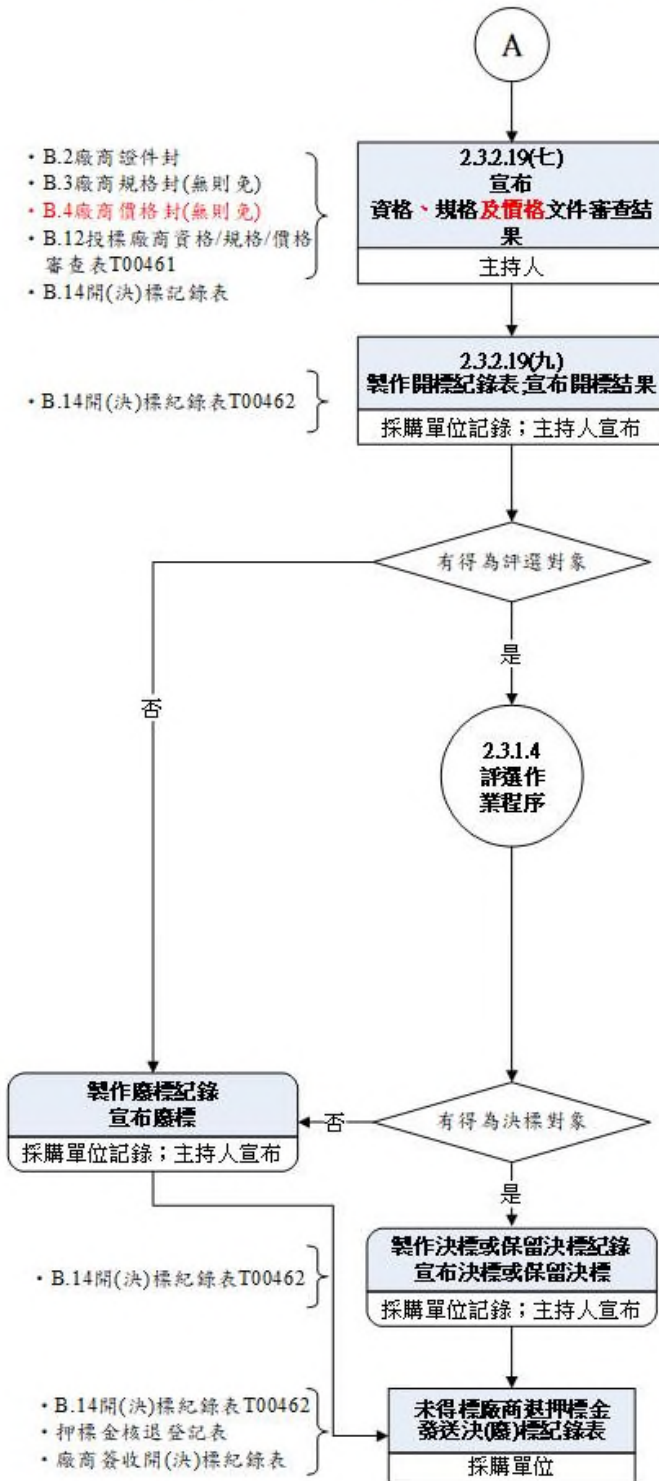 A
・B.2廠商證件封
・B.3廠商規格封(無則免)
・B.4廠商價格封(無則免)
・B.12投標廠商資格/規格/價格
審查表T00461
・B.14開(決)標記錄表
2.3.2.19(七)
宣布
資格、規格及價格文件審查結
果
主持人
・B.14開(決)標紀錄表T00462
2.3.2.19(九)
製作開標紀錄表;宣布開標結果
採購單位記錄；主持人宣布
有得為評選對象
是
否
2.3.1.4
評選作
業程序
製作廢標紀錄
宣布廢標
採購單位記錄；主持人宣布
否
有得為決標對象
是
・B.14開(決)標紀錄表T00462
製作決標或保留決標紀錄
宣布決標或保留決標
採購單位記錄；主持人宣布
・B.14開(決)標紀錄表T00462
・押標金核退登記表
・廠商簽收開(決)標紀錄表
未得標廠商退押標金
發送決(廢)標紀錄表
採購單位